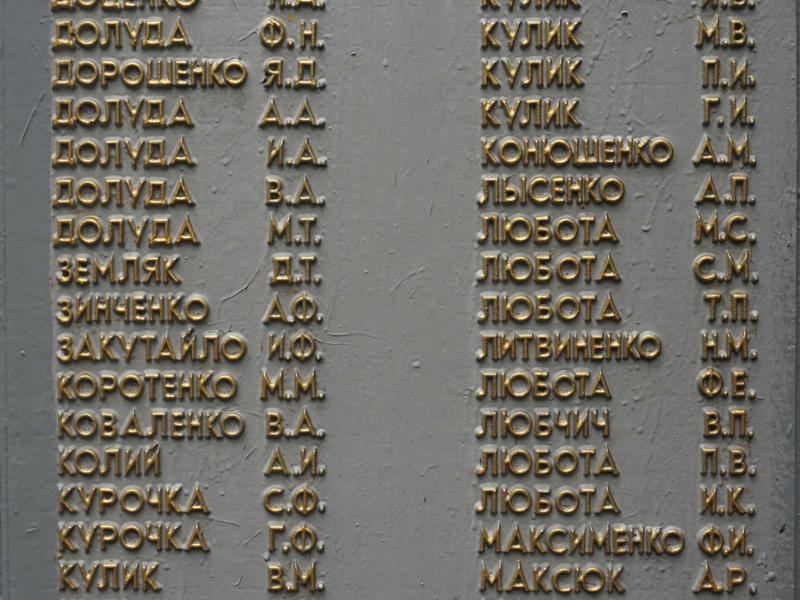 ДОЛУДА Ф.Н.
ДОРОШЕНКО Я.Д.
ДОЛУДА А.А.
ДОЛУДА И.А.
ДОЛУДА В.А.
ДОЛУДА М.Т.
ЗЕМЛЯК Д.Т.
ЗИНЧЕНКО А.Ф.
ЗАКУТАЙЛО И.Ф.
КОРОТЕНКО М.М.
КОВАЛЕНКО В.А.
КОЛИЙ А.И.
КУРОЧКА С.Ф.
КУРОЧКА Г.Ф.
КУЛИК В.М.
КУЛИК
КУЛИК М.В.
КУЛИК П.И.
КУЛИК Г.И.
КОНЮШЕНКО А.М.
ЛЫСЕНКО А.П.
ЛЮБОТА М.С.
ЛЮБОТА С.М.
ЛЮБОТА Т.П.
ЛИТВИНЕНКО Н.М.
ЛЮБОТА Ф.Е.
ЛЮБЧИЧ В.П.
ЛЮБОТА П.В.
ЛЮБОТА И.К.
МАКСИМЕНКО Ф.И.
МАКСЮК А.Р.